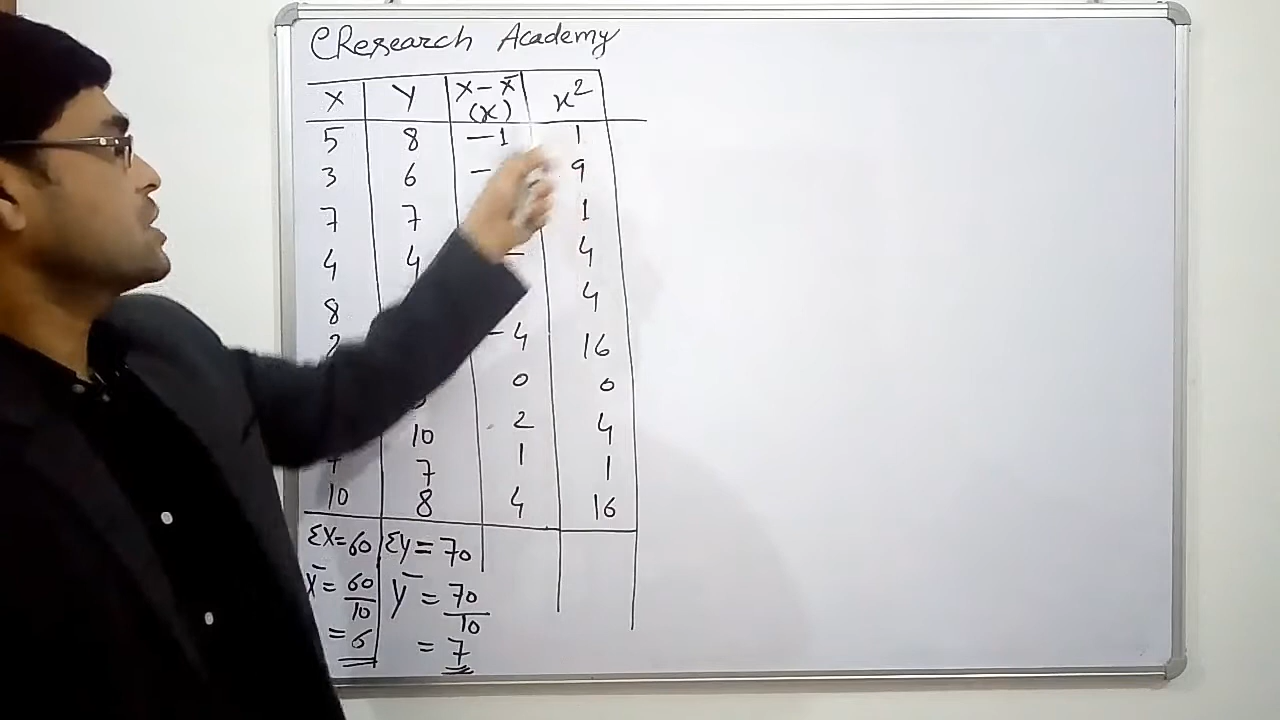 CResearch Academy
X Y X - X̄ (x) x²
5 8 -1 1
3 6 - 9
7 7 1
4 4 - 4
8 4
2 -4 16
0 0
10 2 4
7 1 1
10 8 4 16
ΣX=60 ΣY=70
X̄ = 60/10 Ȳ = 70/10
= 6 = 7